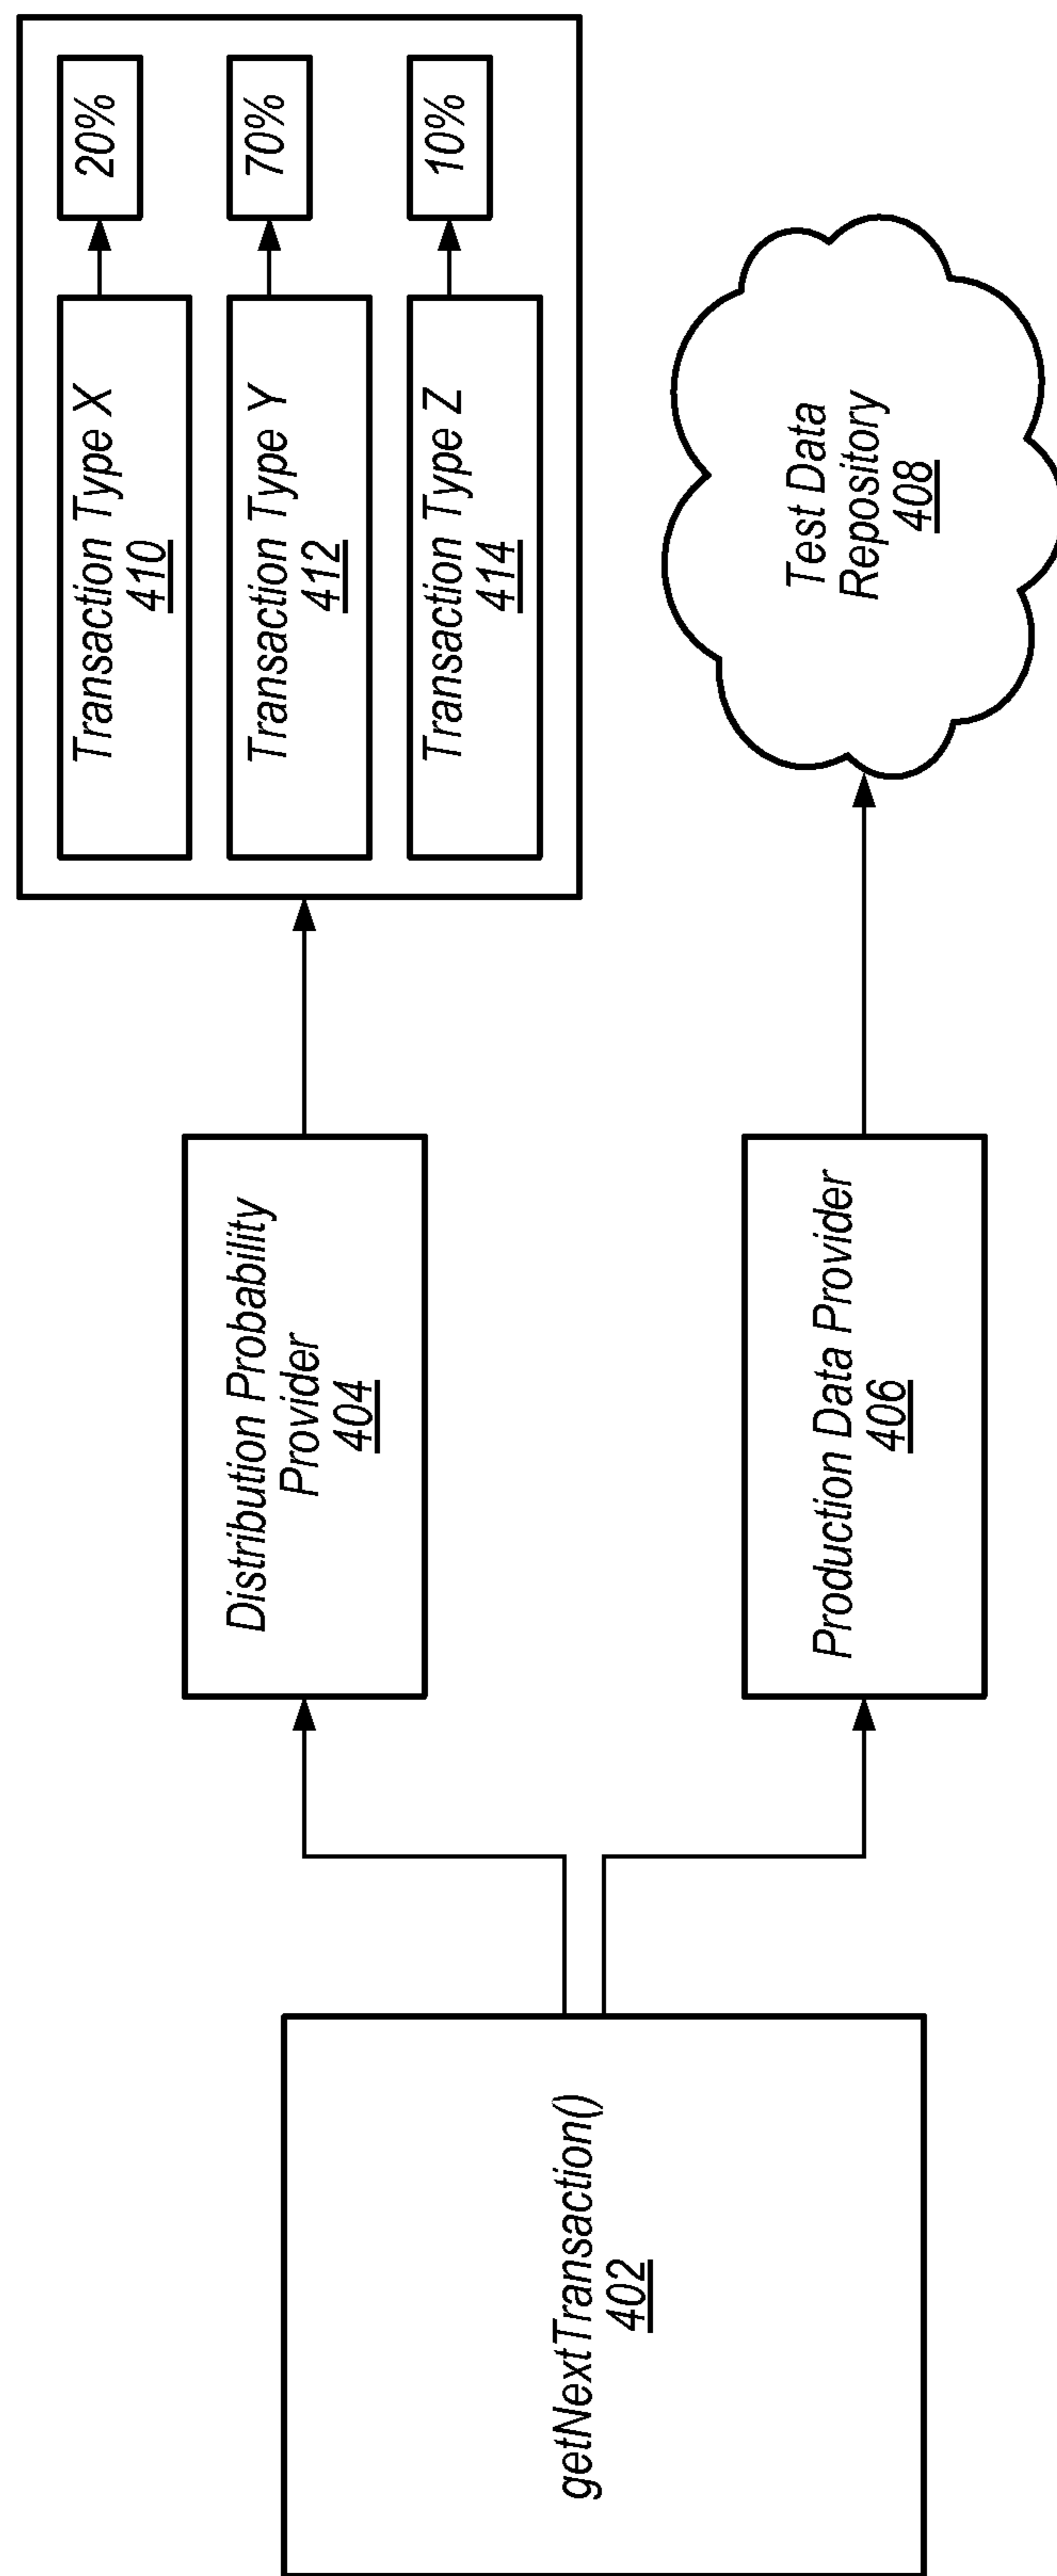 getNextTransaction()
402
Distribution Probability
Provider
404
Production Data Provider
406
Transaction Type X
410
20%
Transaction Type Y
412
70%
Transaction Type Z
414
10%
Test Data
Repository
408